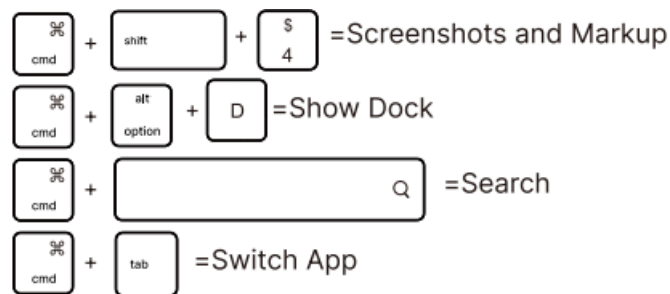 ⌘ cmd + shift + $ 4 =Screenshots and Markup
⌘ cmd + alt option + D =Show Dock
⌘ cmd + =Search
⌘ cmd + tab =Switch App